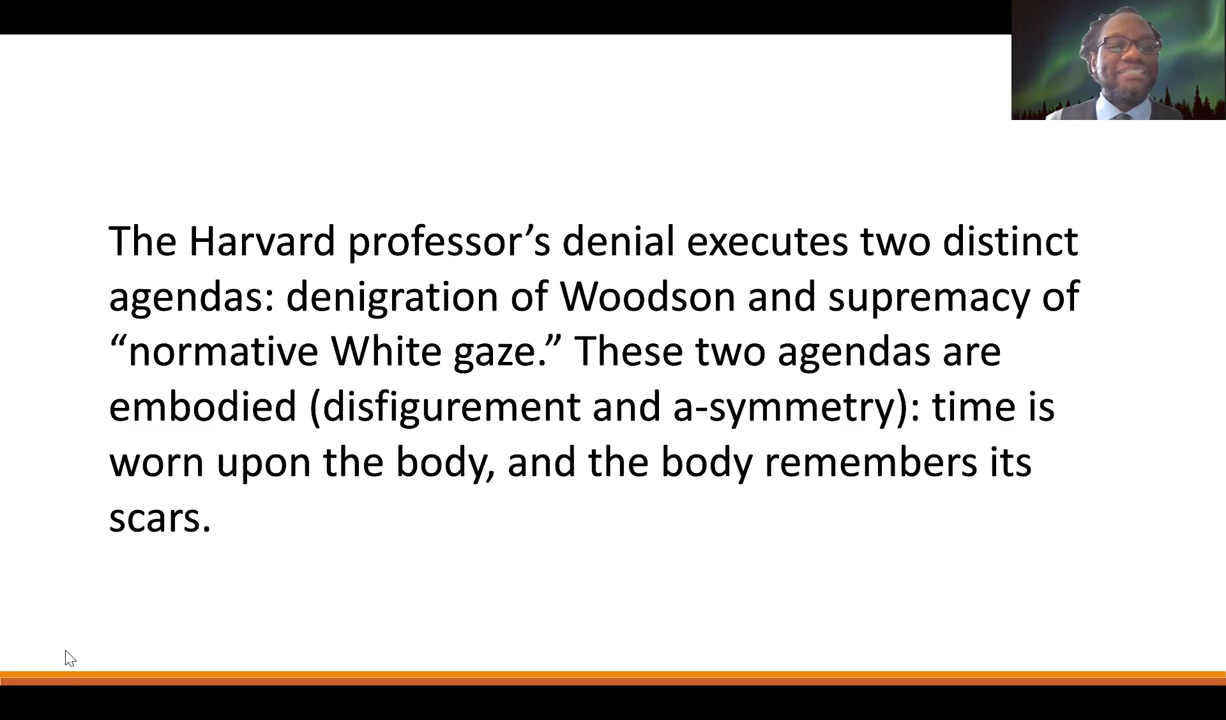 The Harvard professor’s denial executes two distinct
agendas: denigration of Woodson and supremacy of
“normative White gaze.” These two agendas are
embodied (disfigurement and a-symmetry): time is
worn upon the body, and the body remembers its
scars.